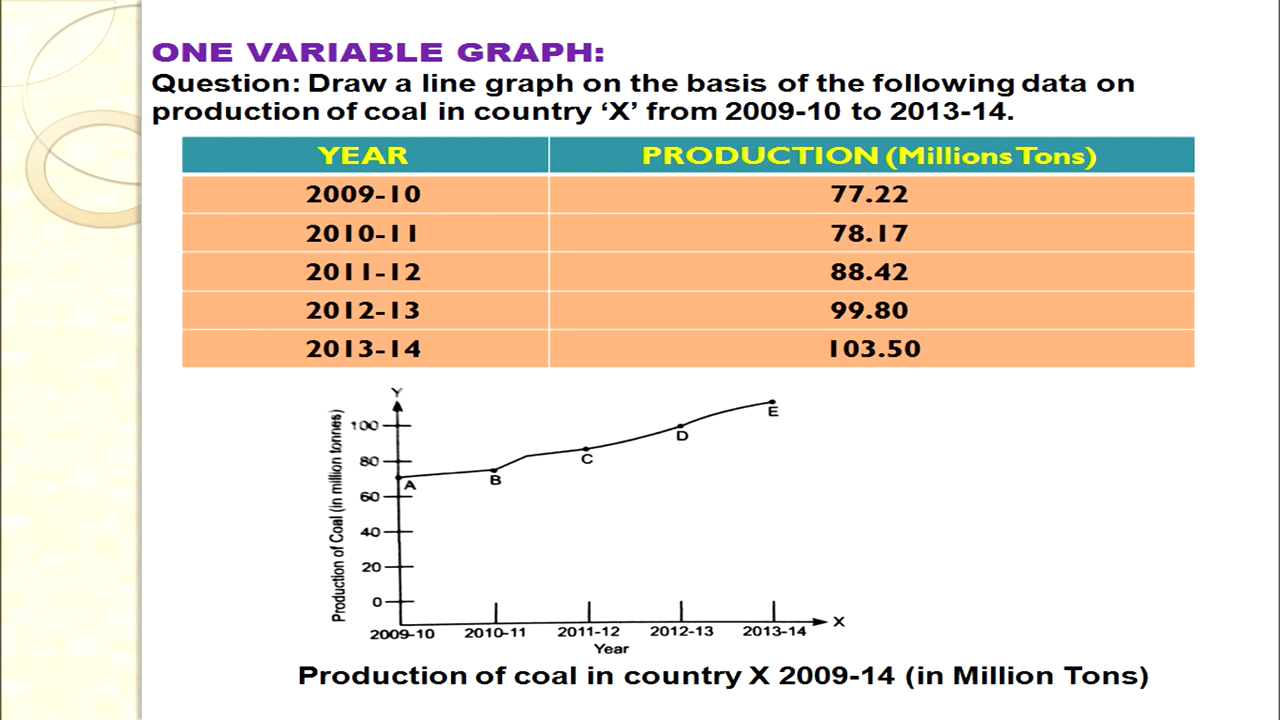 ONE VARIABLE GRAPH:
Question: Draw a line graph on the basis of the following data on
production of coal in country ‘X’ from 2009-10 to 2013-14.
YEAR PRODUCTION (Millions Tons)
2009-10 77.22
2010-11 78.17
2011-12 88.42
2012-13 99.80
2013-14 103.50
Y
Production of Coal (in million tonnes)
100
80
60
40
20
0
A
B
C
D
E
X
2009-10 2010-11 2011-12 2012-13 2013-14
Year
Production of coal in country X 2009-14 (in Million Tons)